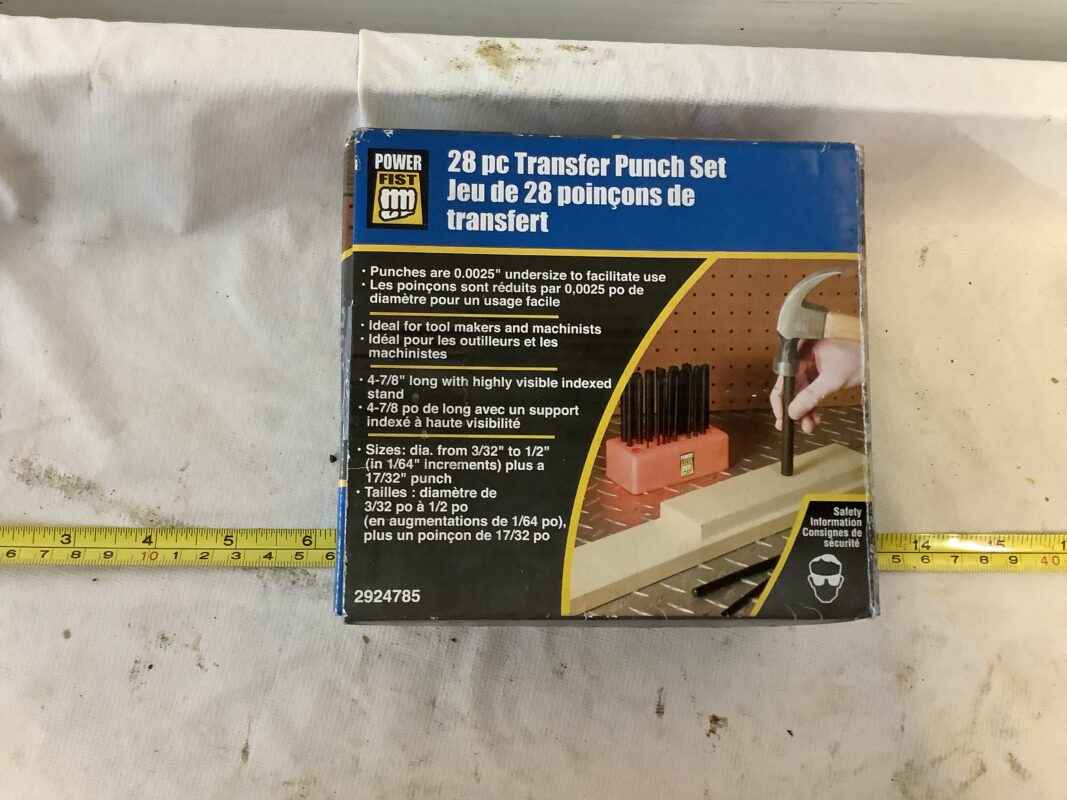 POWER
FIST
28 pc Transfer Punch Set
Jeu de 28 poinçons de
transfert
· Punches are 0.0025" undersize to facilitate use
· Les poinçons sont réduits par 0,0025 po de
diamètre pour un usage facile
· Ideal for tool makers and machinists
· Idéal pour les outilleurs et les
machinistes
· 4-7/8" long with highly visible indexed
stand
· 4-7/8 po de long avec un support
indexé à haute visibilité
· Sizes: dia. from 3/32" to 1/2"
(in 1/64" increments) plus a
17/32" punch
· Tailles : diamètre de
3/32 po à 1/2 po
(en augmentations de 1/64 po),
plus un poinçon de 17/32 po
2924785
Safety
Information
Consignes de
sécurité
3 4 5 6
6 7 8 9 10 1 2 3 4 5 6
14 15
5 6 7 8 9 40